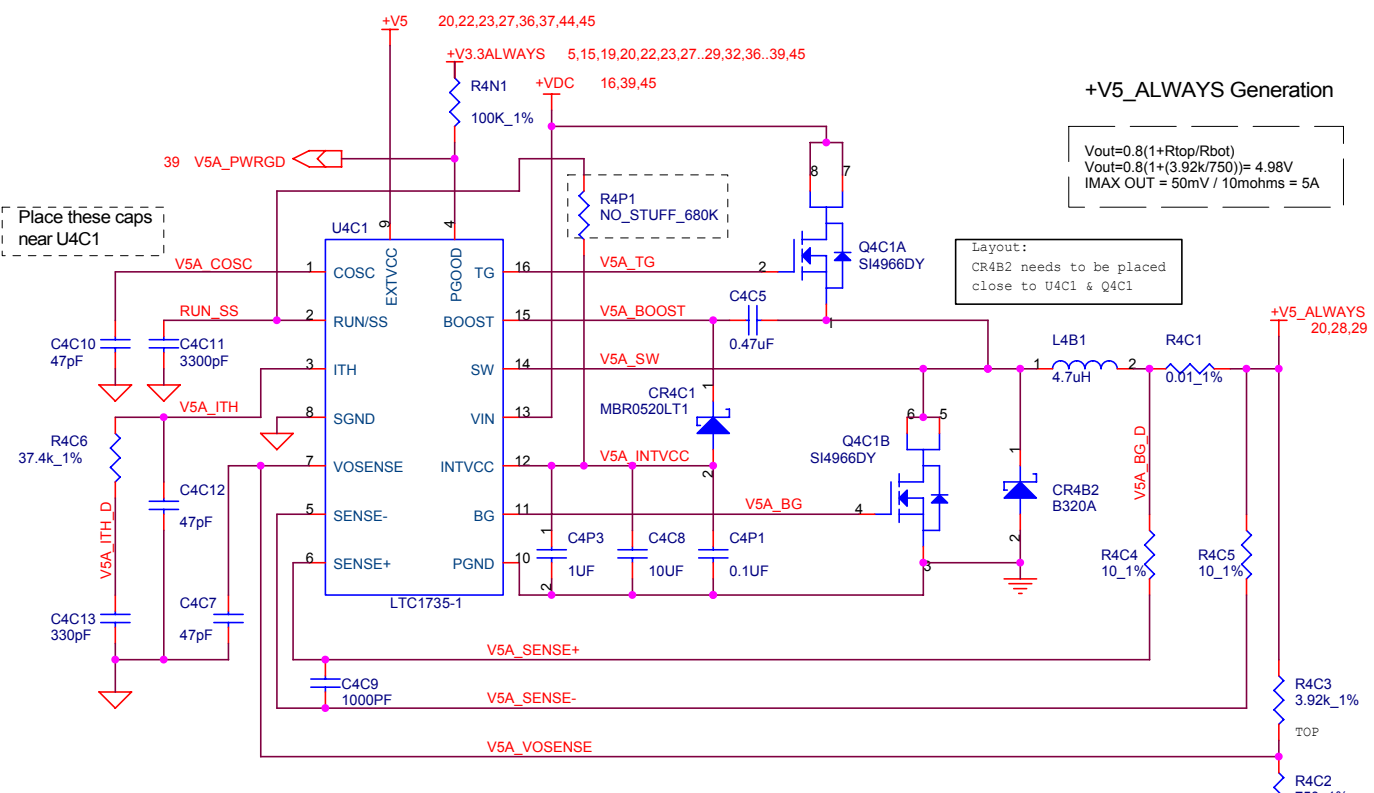 +V5 20,22,23,27,36,37,44,45
+V3.3ALWAYS 5,15,19,20,22,23,27..29,32,36..39,45
+VDC 16,39,45
R4N1
100K_1%
39 V5A_PWRGD
+V5_ALWAYS Generation
Vout=0.8(1+Rtop/Rbot)
Vout=0.8(1+(3.92k/750))= 4.98V
IMAX OUT = 50mV / 10mohms = 5A
Place these caps
near U4C1
R4P1
NO_STUFF_680K
Layout:
CR4B2 needs to be placed
close to U4C1 & Q4C1
U4C1
9
4
EXTVCC
PGOOD
1 COSC
2 RUN/SS
3 ITH
8 SGND
7 VOSENSE
5 SENSE-
6 SENSE+
TG 16
BOOST 15
SW 14
VIN 13
INTVCC 12
BG 11
PGND 10
LTC1735-1
V5A_COSC
RUN_SS
V5A_ITH
V5A_ITH_D
C4C10
47pF
C4C11
3300pF
R4C6
37.4k_1%
C4C12
47pF
C4C13
330pF
C4C7
47pF
V5A_TG
V5A_BOOST
V5A_SW
V5A_INTVCC
V5A_BG
8 7
2
1
Q4C1A
SI4966DY
C4C5
0.47uF
1
CR4C1
MBR0520LT1
2
6 5
Q4C1B
SI4966DY
4
3
1
CR4B2
B320A
2
1
C4P3
1UF
2
C4C8
10UF
C4P1
0.1UF
L4B1
1 2
4.7uH
R4C1
0.01_1%
+V5_ALWAYS
20,28,29
V5A_BG_D
R4C4
10_1%
R4C5
10_1%
V5A_SENSE+
C4C9
1000PF
V5A_SENSE-
V5A_VOSENSE
R4C3
3.92k_1%
TOP
R4C2